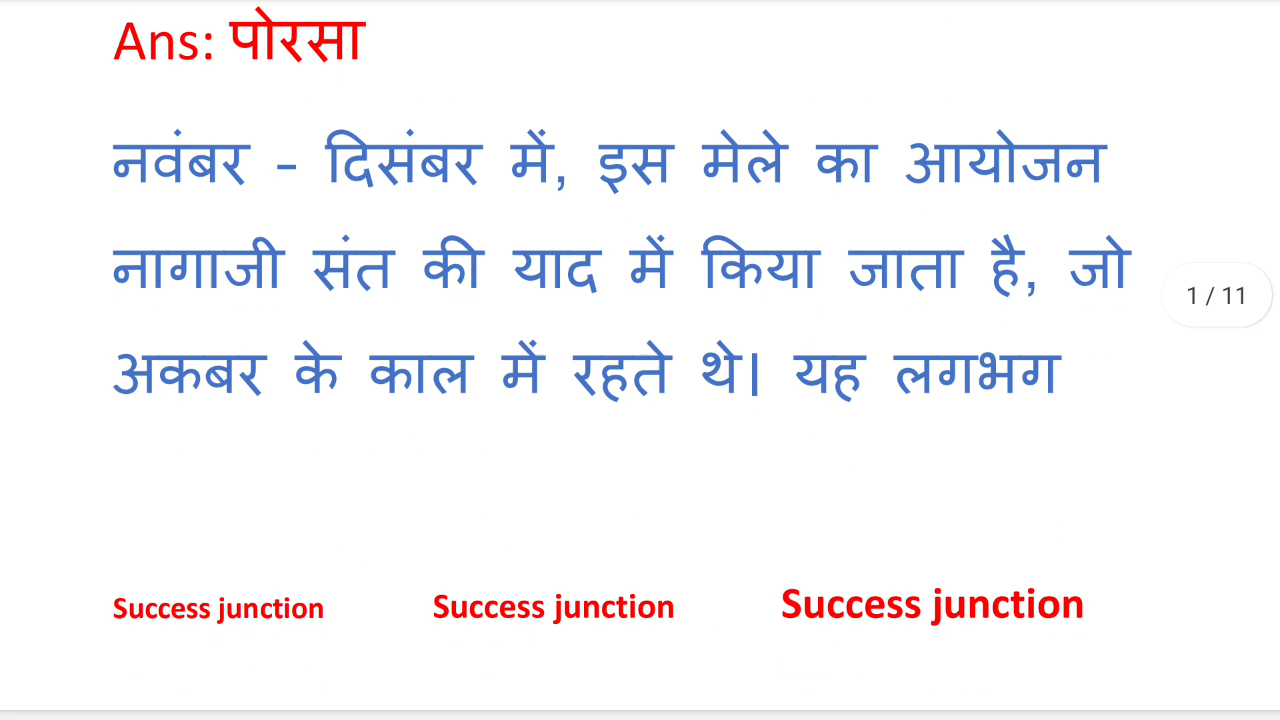 Ans: पोरसा
नवंबर – दिसंबर में, इस मेले का आयोजन
नागाजी संत की याद में किया जाता है, जो
अकबर के काल में रहते थे। यह लगभग
1 / 11
Success junction Success junction Success junction